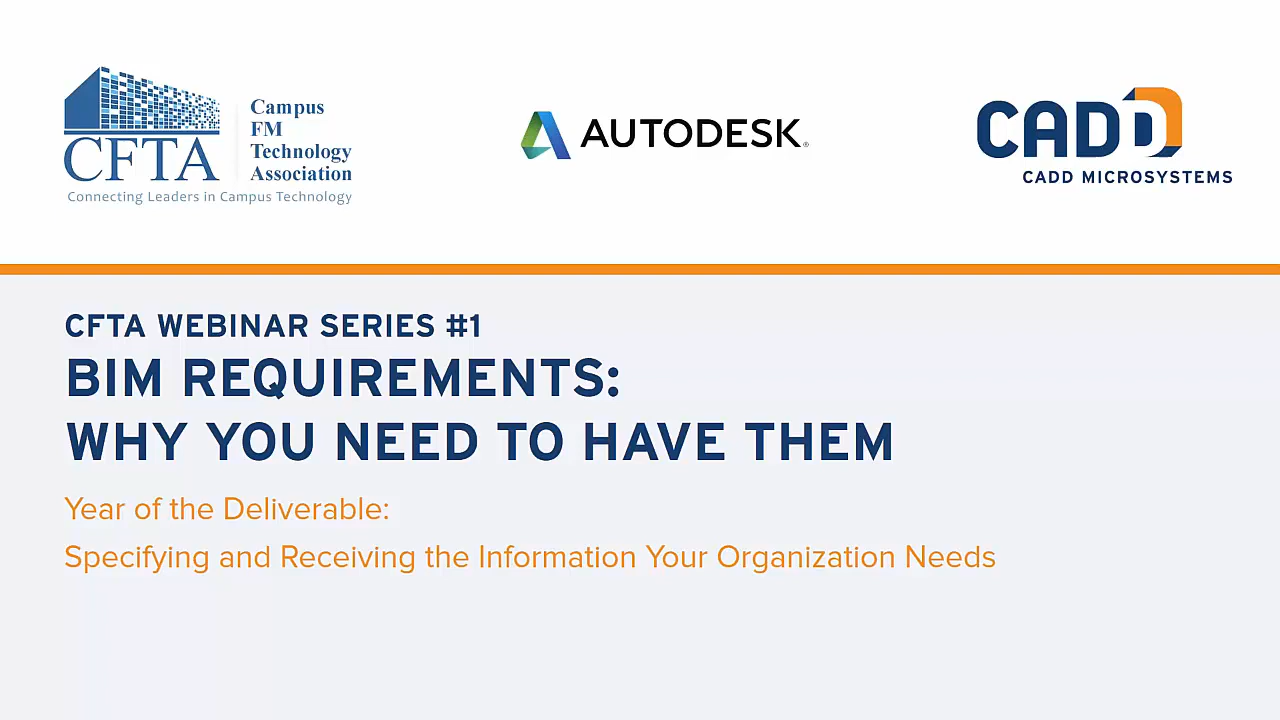 CFTA
Campus
FM
Technology
Association
Connecting Leaders in Campus Technology
AUTODESK®
CADD
CADD MICROSYSTEMS
CFTA WEBINAR SERIES #1
BIM REQUIREMENTS:
WHY YOU NEED TO HAVE THEM
Year of the Deliverable:
Specifying and Receiving the Information Your Organization Needs